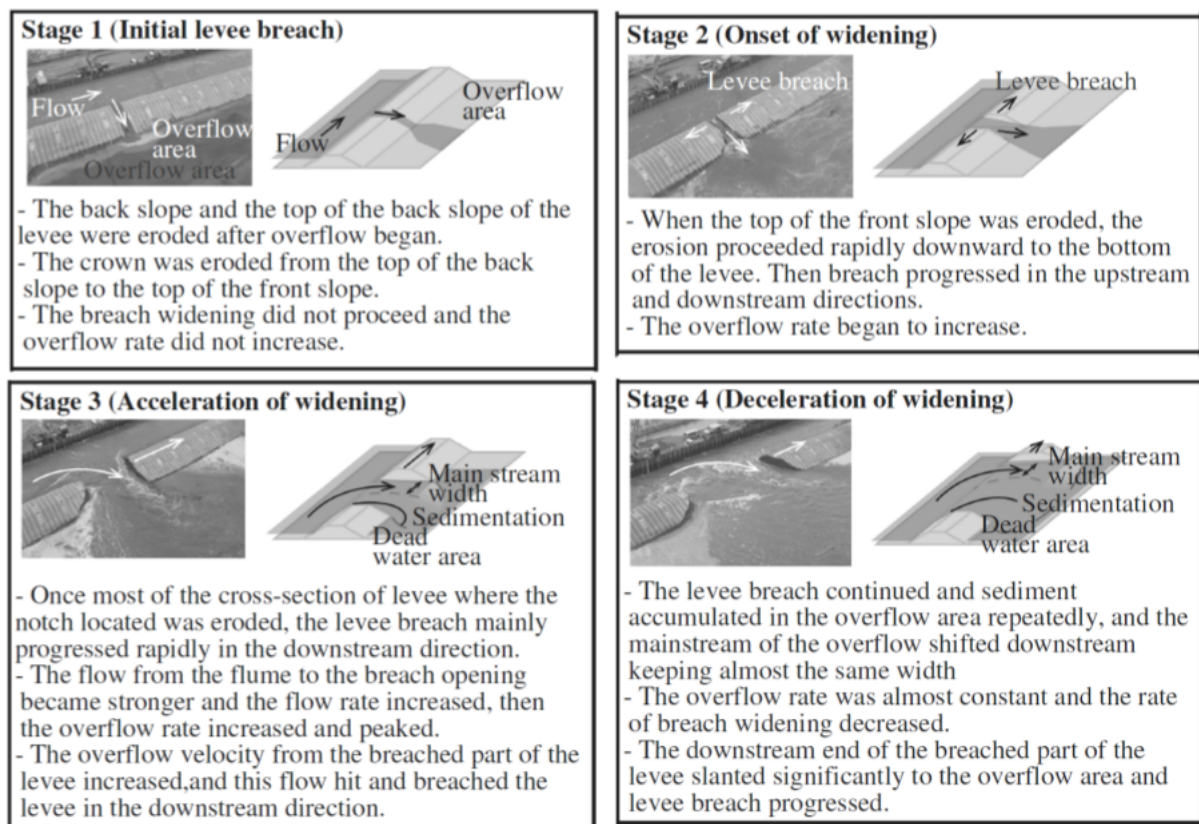 Stage 1 (Initial levee breach)
Flow
Overflow
area
Overflow area
Flow
Overflow
area
- The back slope and the top of the back slope of the
levee were eroded after overflow began.
- The crown was eroded from the top of the back
slope to the top of the front slope.
- The breach widening did not proceed and the
overflow rate did not increase.
Stage 2 (Onset of widening)
Levee breach
Levee breach
- When the top of the front slope was eroded, the
erosion proceeded rapidly downward to the bottom
of the levee. Then breach progressed in the upstream
and downstream directions.
- The overflow rate began to increase.
Stage 3 (Acceleration of widening)
Main stream
width
Sedimentation
Dead
water area
- Once most of the cross-section of levee where the
notch located was eroded, the levee breach mainly
progressed rapidly in the downstream direction.
- The flow from the flume to the breach opening
became stronger and the flow rate increased, then
the overflow rate increased and peaked.
- The overflow velocity from the breached part of the
levee increased,and this flow hit and breached the
levee in the downstream direction.
Stage 4 (Deceleration of widening)
Main stream
width
Sedimentation
Dead
water area
- The levee breach continued and sediment
accumulated in the overflow area repeatedly, and the
mainstream of the overflow shifted downstream
keeping almost the same width
- The overflow rate was almost constant and the rate
of breach widening decreased.
- The downstream end of the breached part of the
levee slanted significantly to the overflow area and
levee breach progressed.